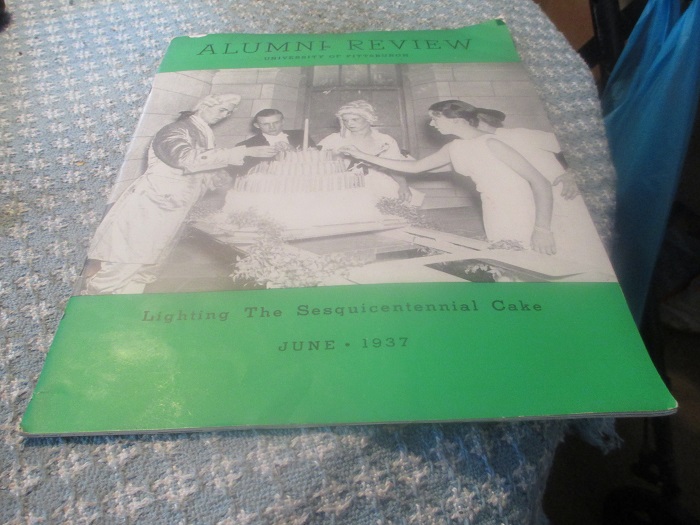 ALUMNI REVIEW
UNIVERSITY OF PITTSBURGH
Lighting The Sesquicentennial Cake
JUNE • 1937